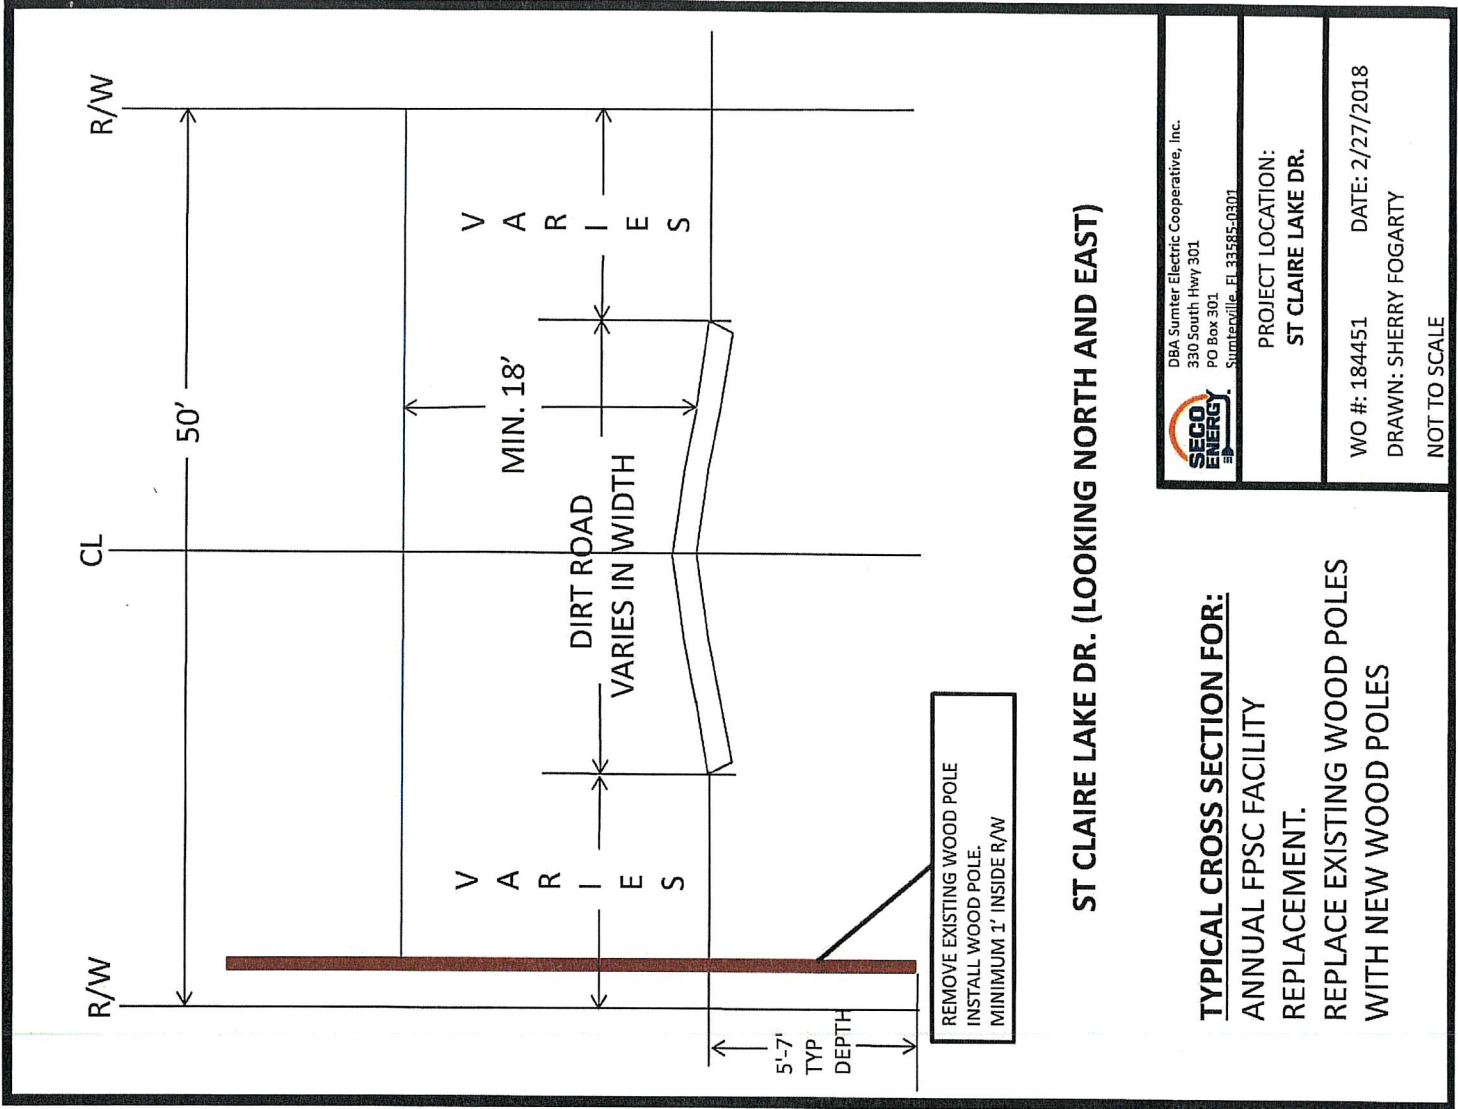 R/W
CL
R/W
50'
V
A
R
I
E
S
DIRT ROAD
VARIES IN WIDTH
MIN. 18'
V
A
R
I
E
S
5'-7'
TYP
DEPTH
REMOVE EXISTING WOOD POLE
INSTALL WOOD POLE.
MINIMUM 1' INSIDE R/W
ST CLAIRE LAKE DR. (LOOKING NORTH AND EAST)
TYPICAL CROSS SECTION FOR:
ANNUAL FPSC FACILITY
REPLACEMENT.
REPLACE EXISTING WOOD POLES
WITH NEW WOOD POLES
SECO
ENERGY
DBA Sumter Electric Cooperative, Inc.
330 South Hwy 301
PO Box 301
Sumterville, FL 33585-0301
PROJECT LOCATION:
ST CLAIRE LAKE DR.
WO #: 184451 DATE: 2/27/2018
DRAWN: SHERRY FOGARTY
NOT TO SCALE